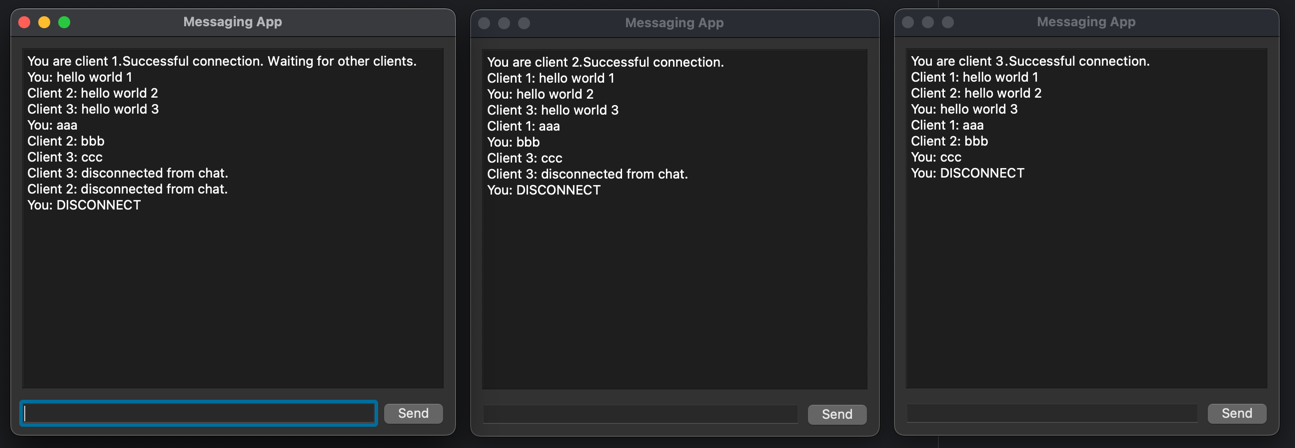 Messaging App
You are client 1.Successful connection. Waiting for other clients.
You: hello world 1
Client 2: hello world 2
Client 3: hello world 3
You: aaa
Client 2: bbb
Client 3: ccc
Client 3: disconnected from chat.
Client 2: disconnected from chat.
You: DISCONNECT
Send
Messaging App
You are client 2.Successful connection.
Client 1: hello world 1
You: hello world 2
Client 3: hello world 3
Client 1: aaa
You: bbb
Client 3: ccc
Client 3: disconnected from chat.
You: DISCONNECT
Send
Messaging App
You are client 3.Successful connection.
Client 1: hello world 1
Client 2: hello world 2
You: hello world 3
Client 1: aaa
Client 2: bbb
You: ccc
You: DISCONNECT
Send